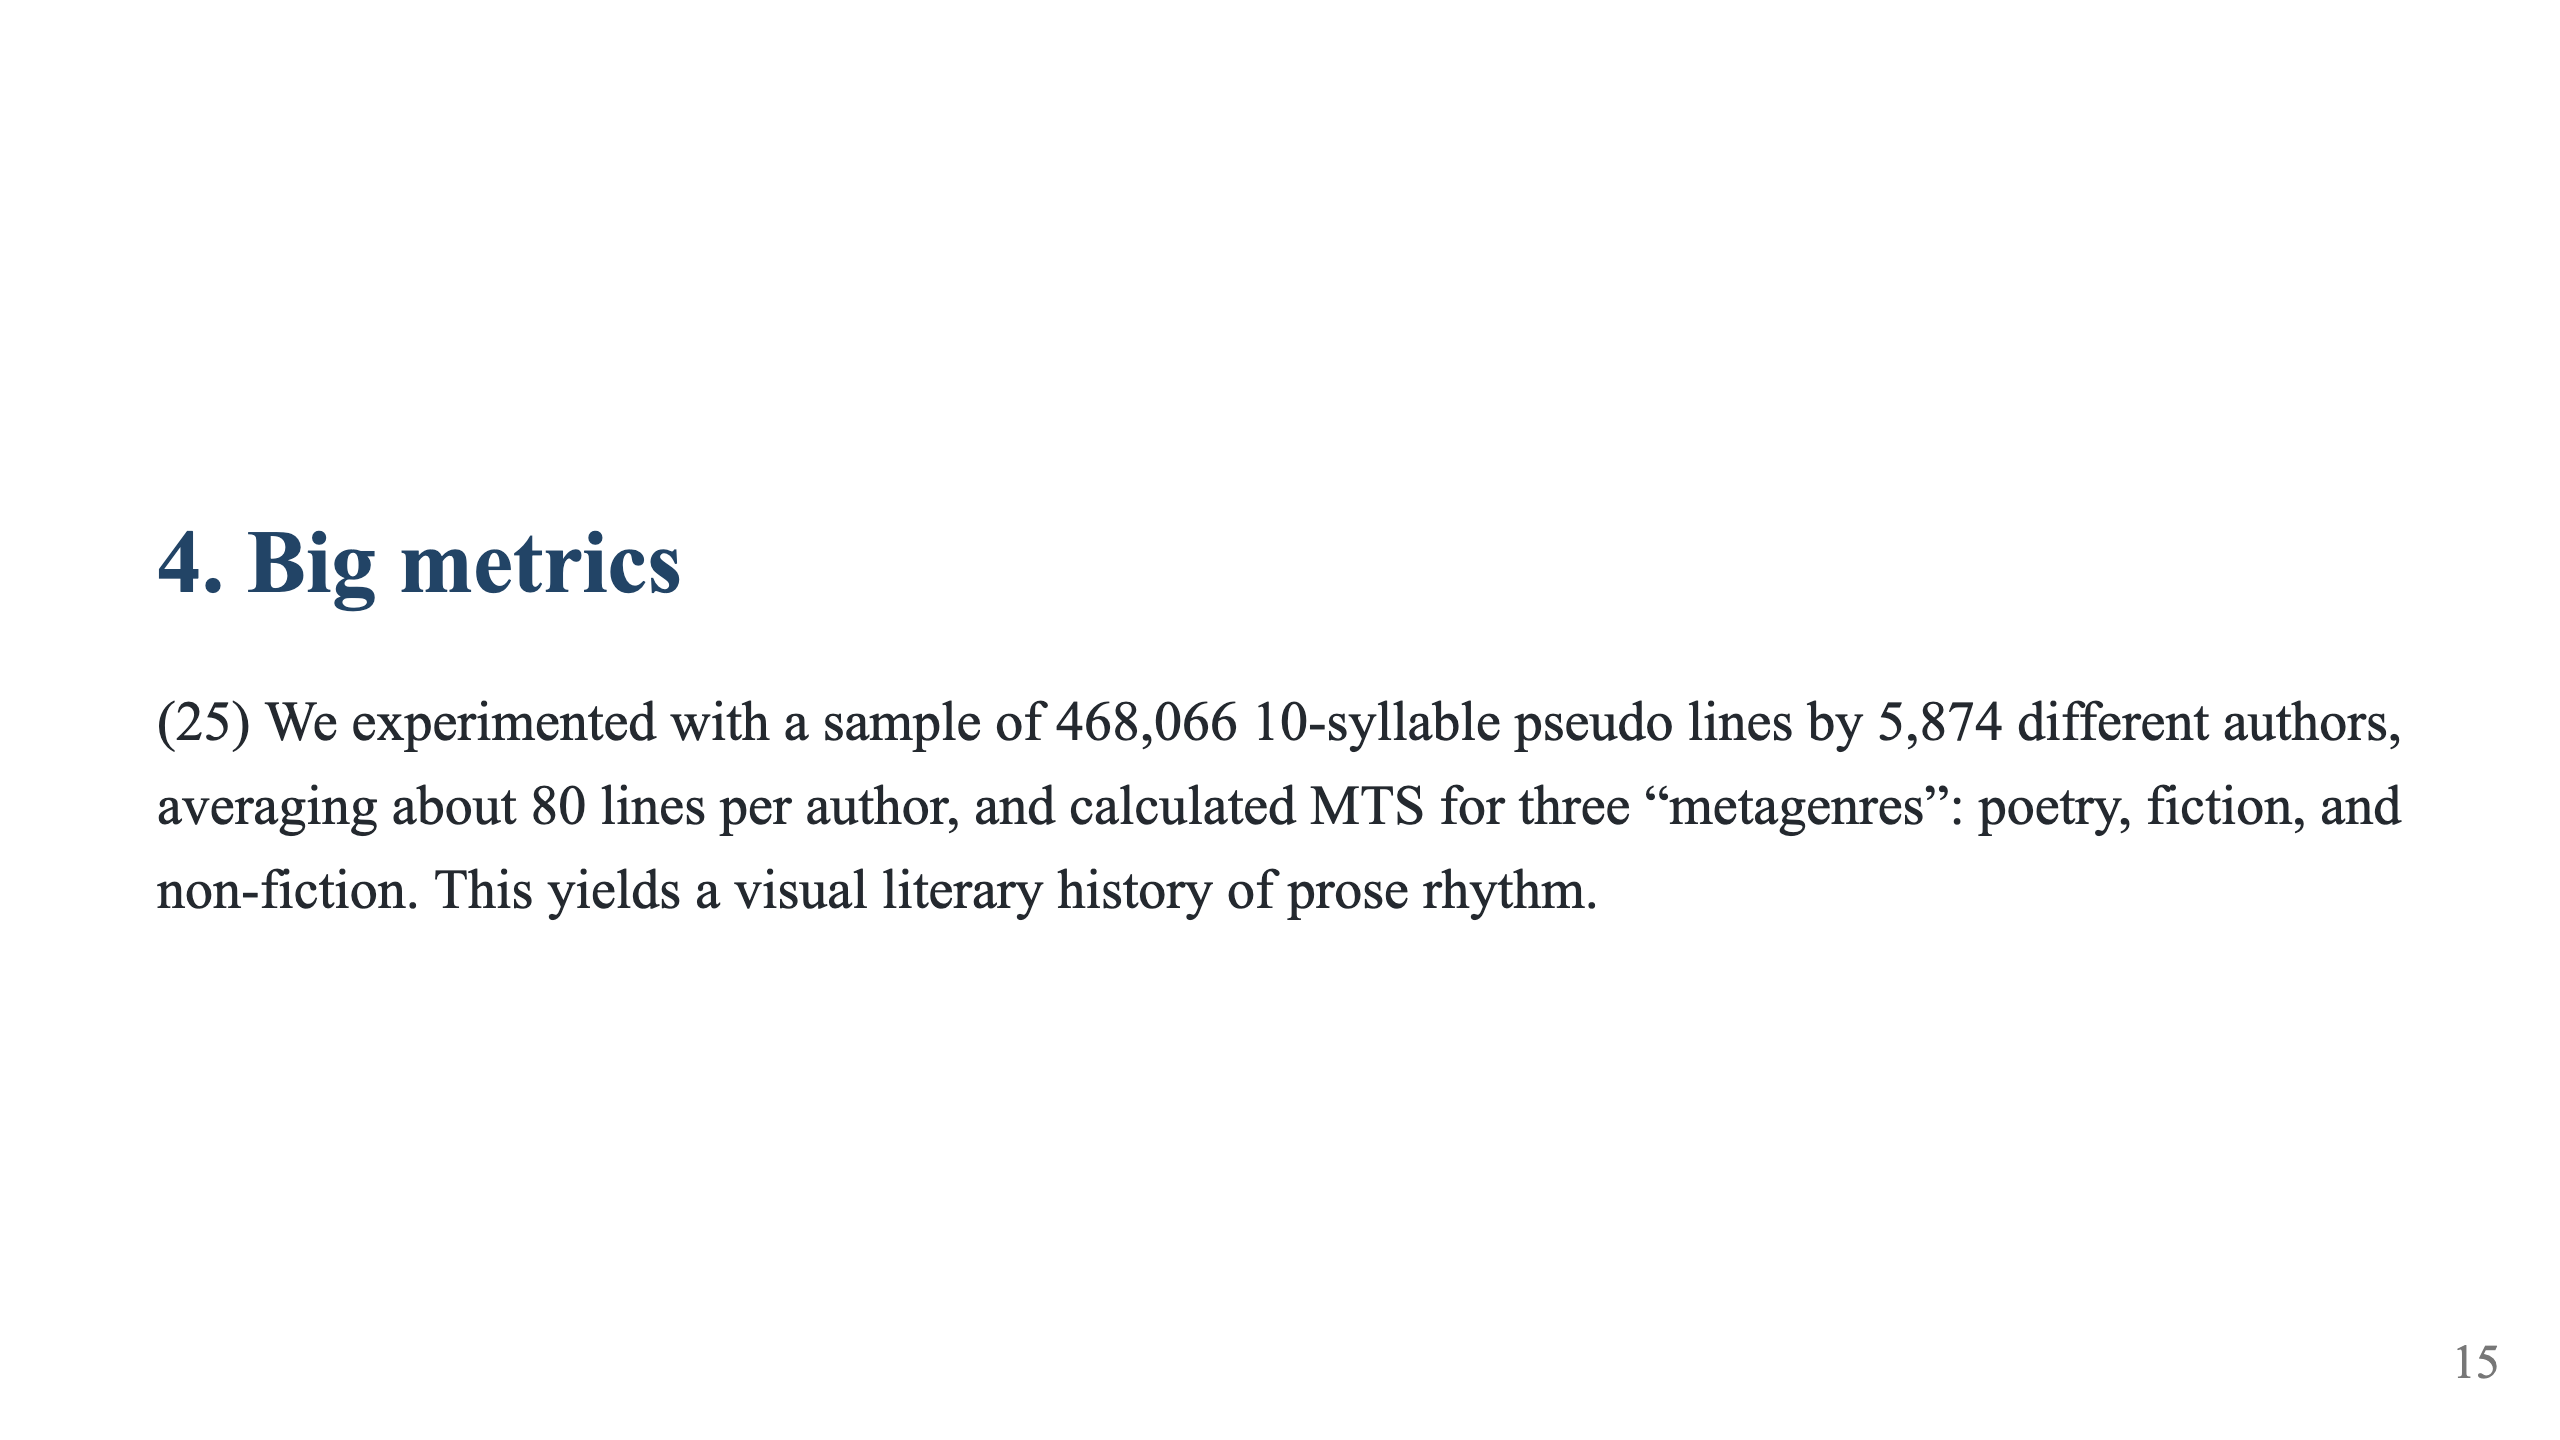 4. Big metrics
(25) We experimented with a sample of 468,066 10-syllable pseudo lines by 5,874 different authors,
averaging about 80 lines per author, and calculated MTS for three “metagenres”: poetry, fiction, and
non-fiction. This yields a visual literary history of prose rhythm.
15